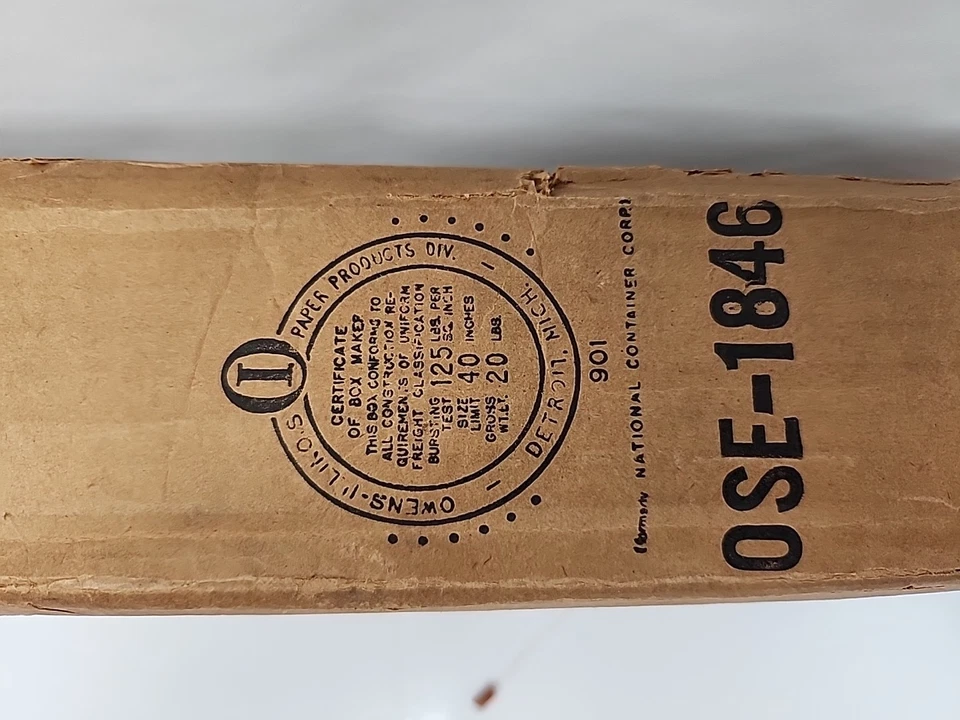 I
OWENS-ILLINOIS PAPER PRODUCTS DIV.
CERTIFICATE
OF BOX MAKER
THIS BOX CONFORMS TO
ALL CONSTRUCTION RE-
QUIREMENTS OF UNIFORM
FREIGHT CLASSIFICATION
BURSTING TEST 125 LBS. PER SQ INCH
SIZE LIMIT 40 INCHES
GROSS WT. LT. 20 LBS.
— DETROIT, MICH. —
901
(Formerly NATIONAL CONTAINER CORP.)
OSE-1846